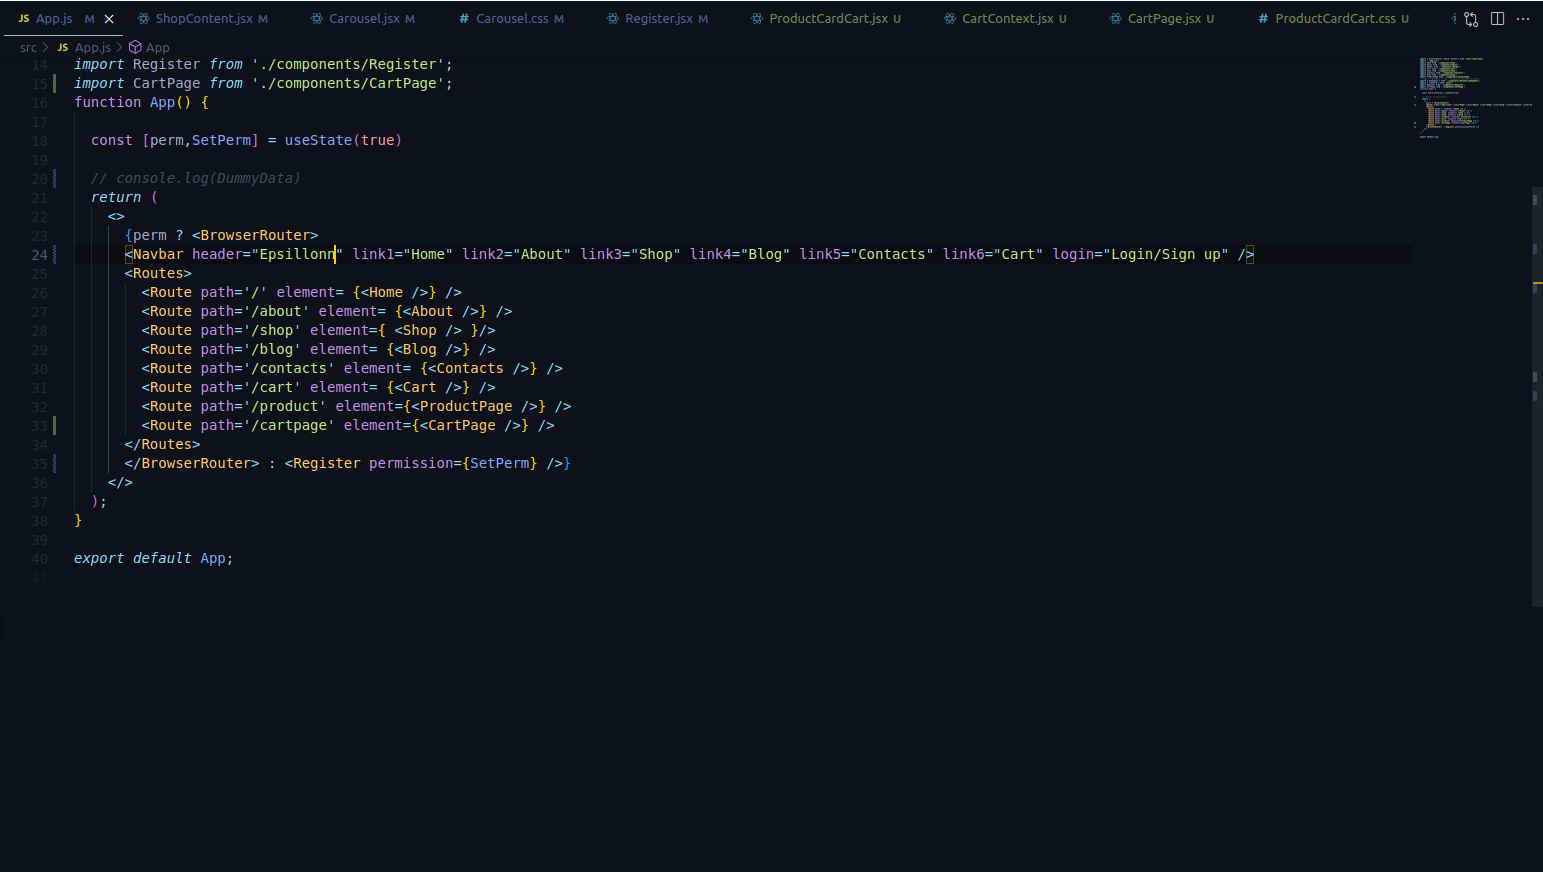 JS App.js M ShopContent.jsx M Carousel.jsx M # Carousel.css M Register.jsx M ProductCardCart.jsx U CartContext.jsx U CartPage.jsx U # ProductCardCart.css U
src > JS App.js > App
14 import Register from './components/Register';
15 import CartPage from './components/CartPage';
16 function App() {
17
18 const [perm,SetPerm] = useState(true)
19
20 // console.log(DummyData)
21 return (
22 <>
23 {perm ? <BrowserRouter>
24 <Navbar header="Epsillonn" link1="Home" link2="About" link3="Shop" link4="Blog" link5="Contacts" link6="Cart" login="Login/Sign up" />
25 <Routes>
26 <Route path='/' element= {<Home />} />
27 <Route path='/about' element= {<About />} />
28 <Route path='/shop' element={ <Shop /> }/>
29 <Route path='/blog' element= {<Blog />} />
30 <Route path='/contacts' element= {<Contacts />} />
31 <Route path='/cart' element= {<Cart />} />
32 <Route path='/product' element={<ProductPage />} />
33 <Route path='/cartpage' element={<CartPage />} />
34 </Routes>
35 </BrowserRouter> : <Register permission={SetPerm} />}
36 </>
37 );
38 }
39
40 export default App;
41